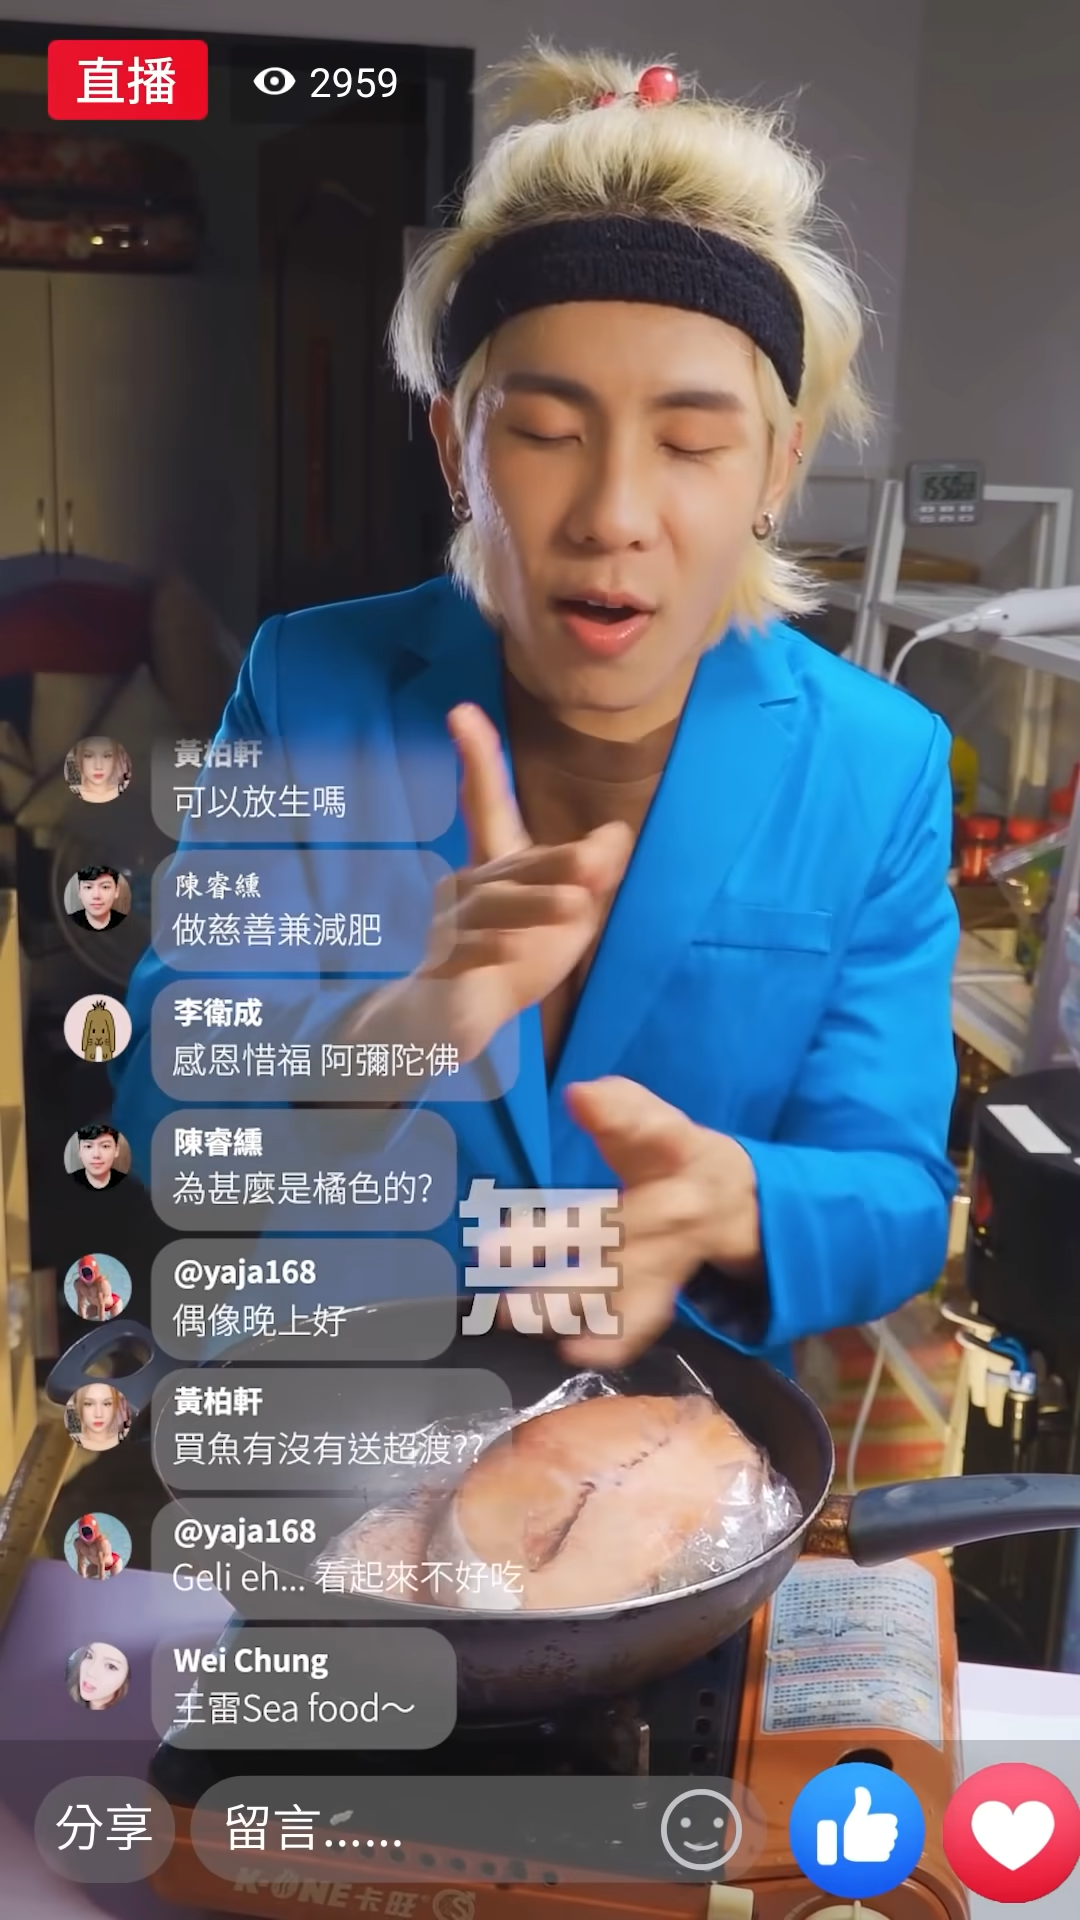 直播
2959
黃柏軒
可以放生嗎
陳睿纁
做慈善兼減肥
李衛成
感恩惜福 阿彌陀佛
陳睿纁
為甚麼是橘色的?
無
@yaja168
偶像晚上好
黃柏軒
買魚有沒有送超渡??
@yaja168
Geli eh... 看起來不好吃
Wei Chung
王雷Sea food～
分享
留言......
K-ONE卡旺